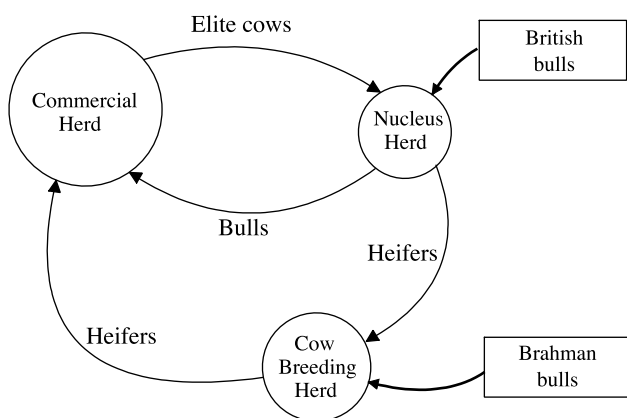 Elite cows
British
bulls
Commercial
Herd
Nucleus
Herd
Bulls
Heifers
Heifers
Cow
Breeding
Herd
Brahman
bulls